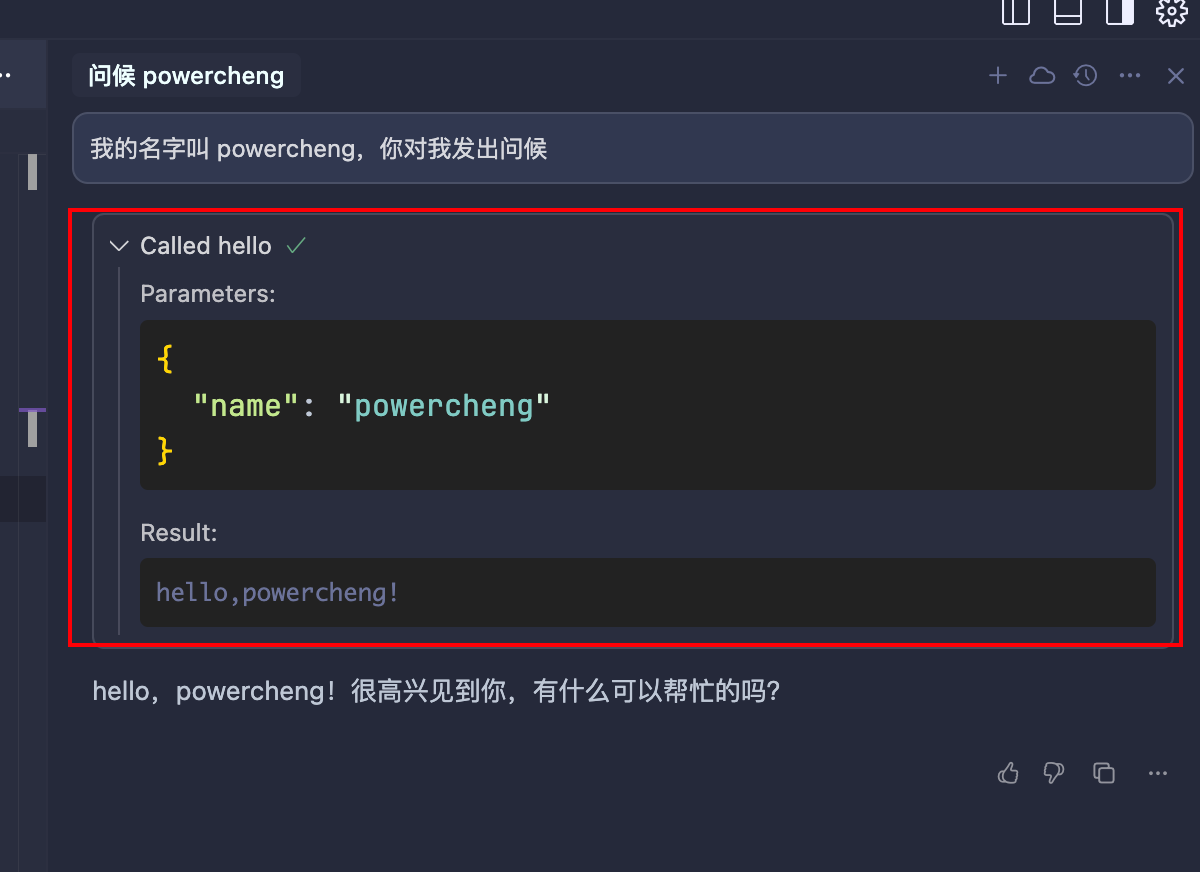 问候 powercheng
我的名字叫 powercheng，你对我发出问候
Called hello
Parameters:
{
"name": "powercheng"
}
Result:
hello,powercheng!
hello，powercheng！很高兴见到你，有什么可以帮忙的吗？